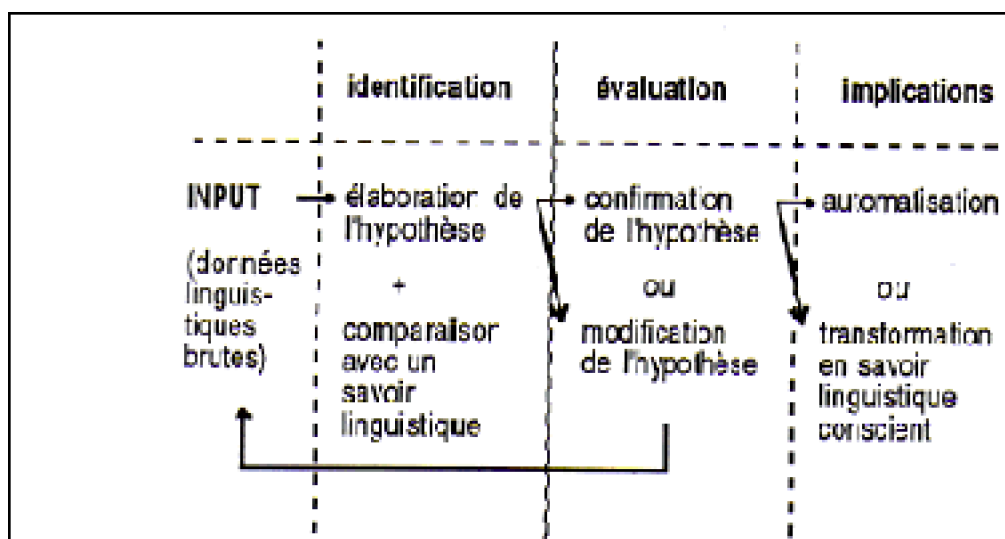 identification évaluation implications
INPUT
(données
linguis-
tiques
brutes)
élaboration de
l'hypothèse
+
comparaison
avec un
savoir
linguistique
confirmation
de l'hypothèse
ou
modification
de l'hypothèse
automatisation
ou
transformation
en savoir
linguistique
conscient